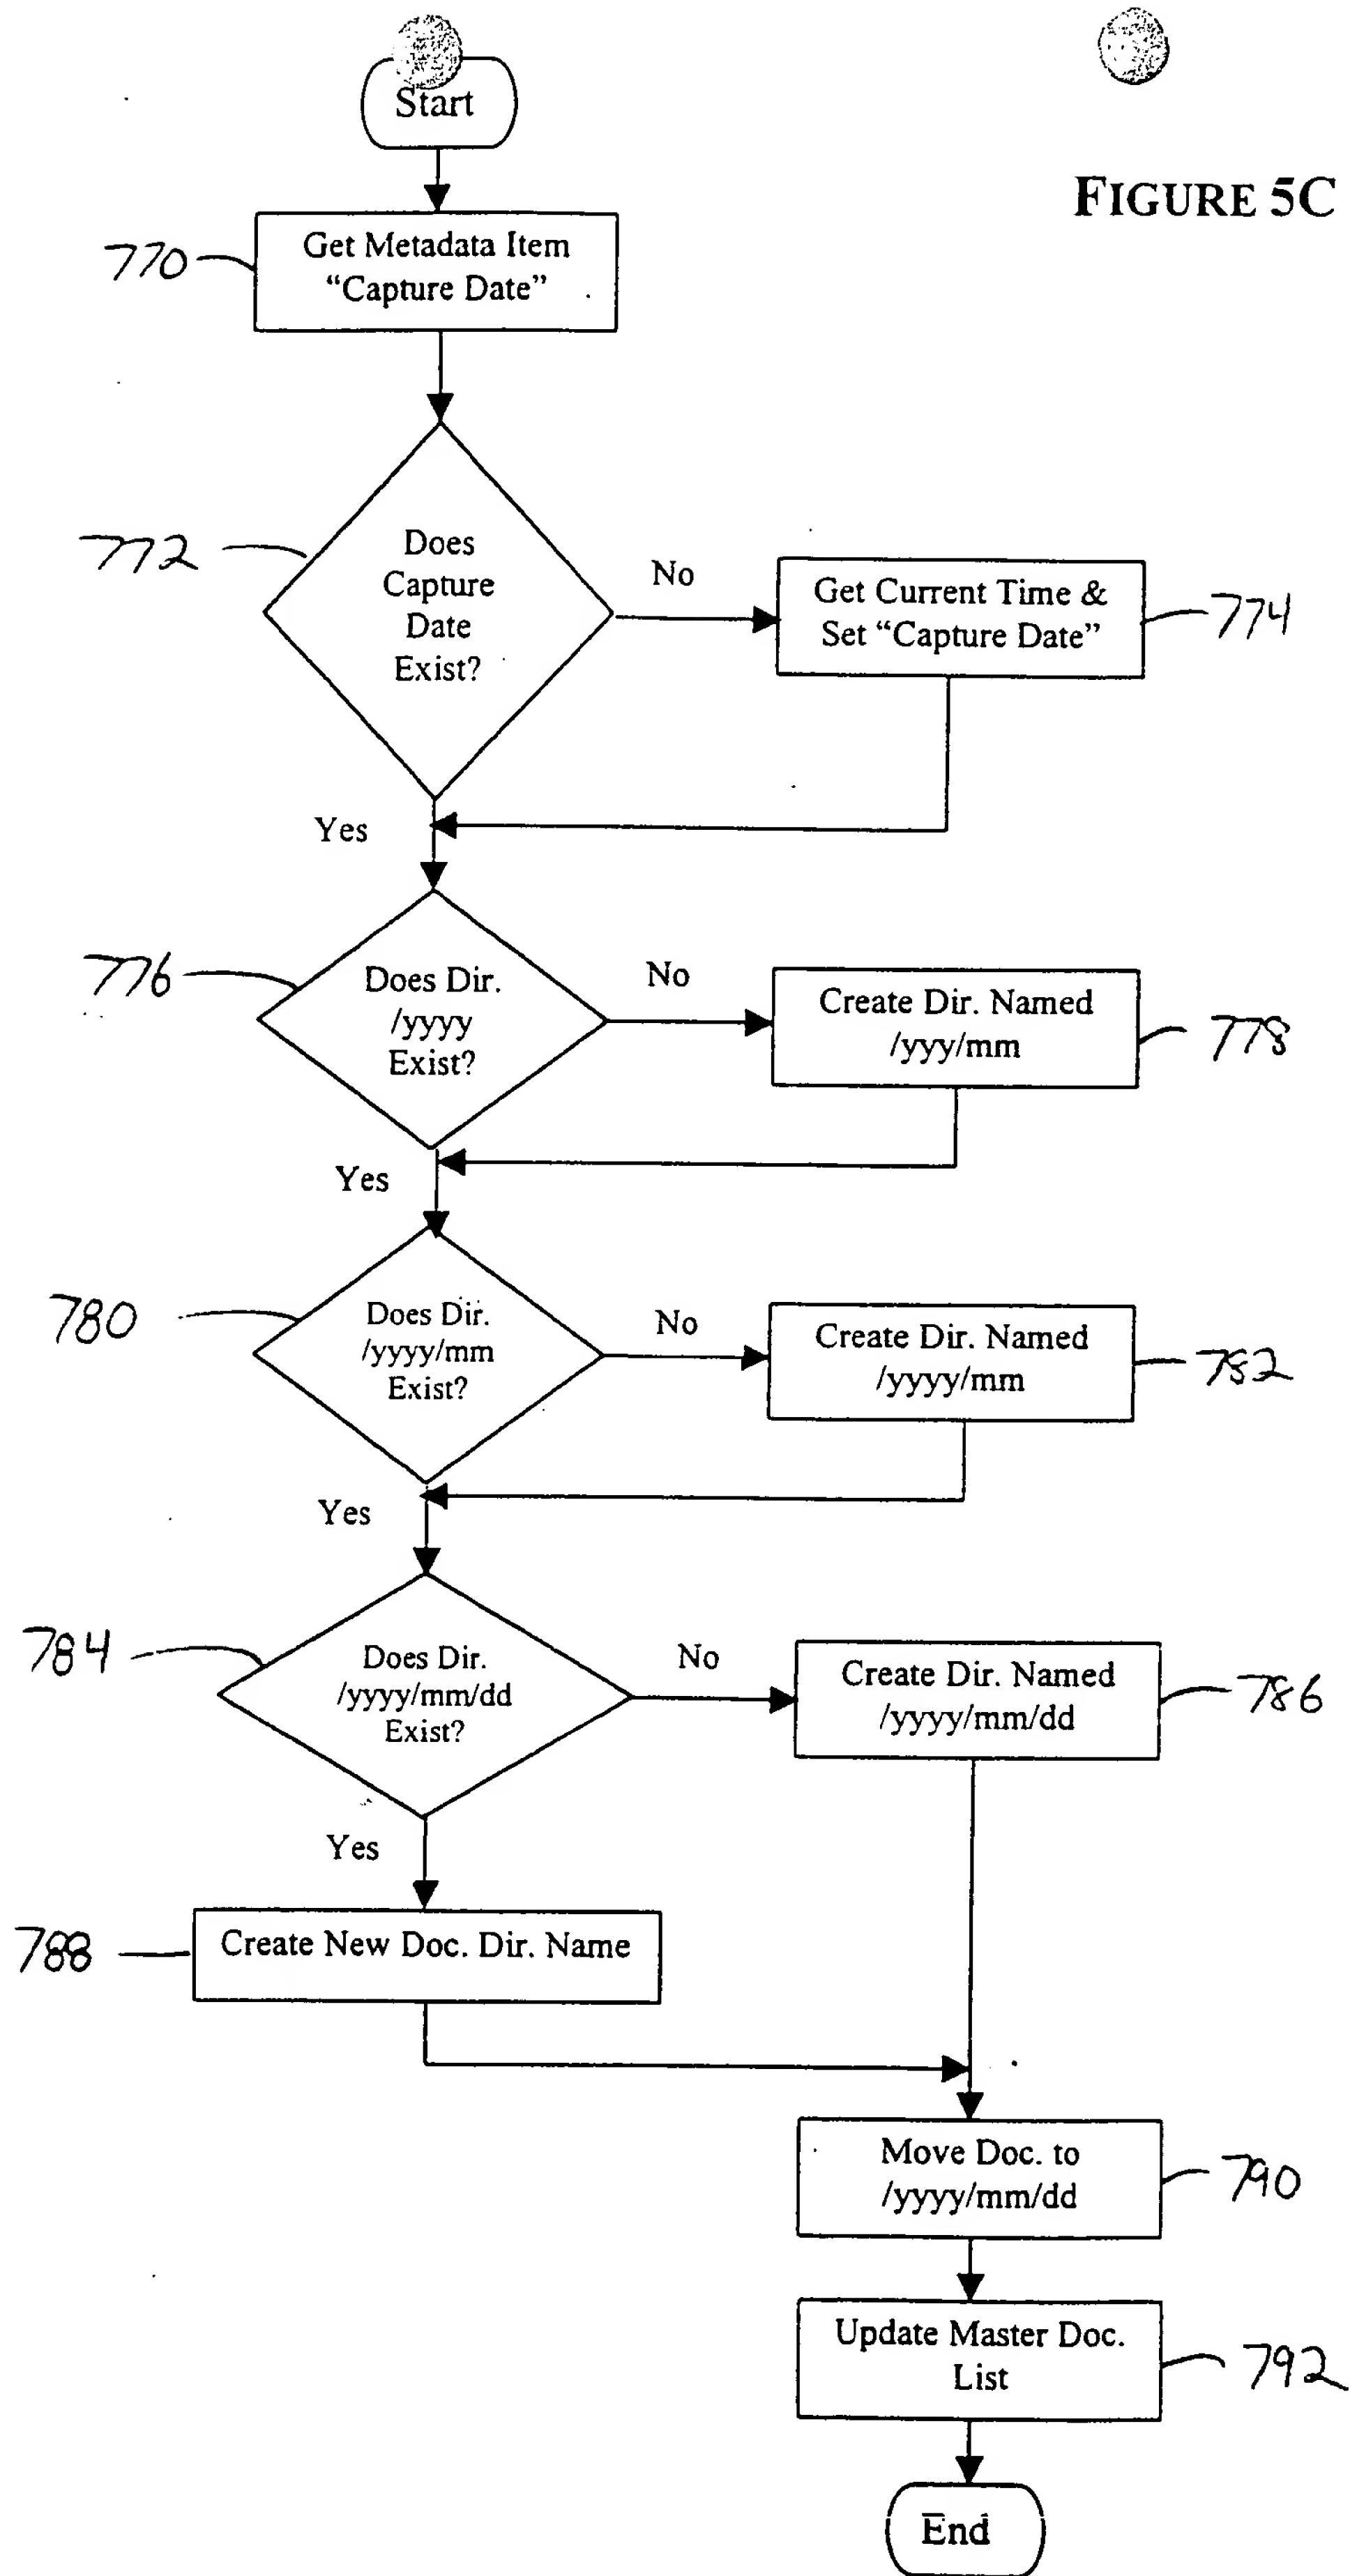 Start
FIGURE 5C
770
Get Metadata Item
“Capture Date”
772
Does
Capture
Date
Exist?
No
Get Current Time &
Set “Capture Date”
774
Yes
776
Does Dir.
/yyyy
Exist?
No
Create Dir. Named
/yyy/mm
778
Yes
780
Does Dir.
/yyyy/mm
Exist?
No
Create Dir. Named
/yyyy/mm
782
Yes
784
Does Dir.
/yyyy/mm/dd
Exist?
No
Create Dir. Named
/yyyy/mm/dd
786
Yes
788
Create New Doc. Dir. Name
Move Doc. to
/yyyy/mm/dd
790
Update Master Doc.
List
792
End